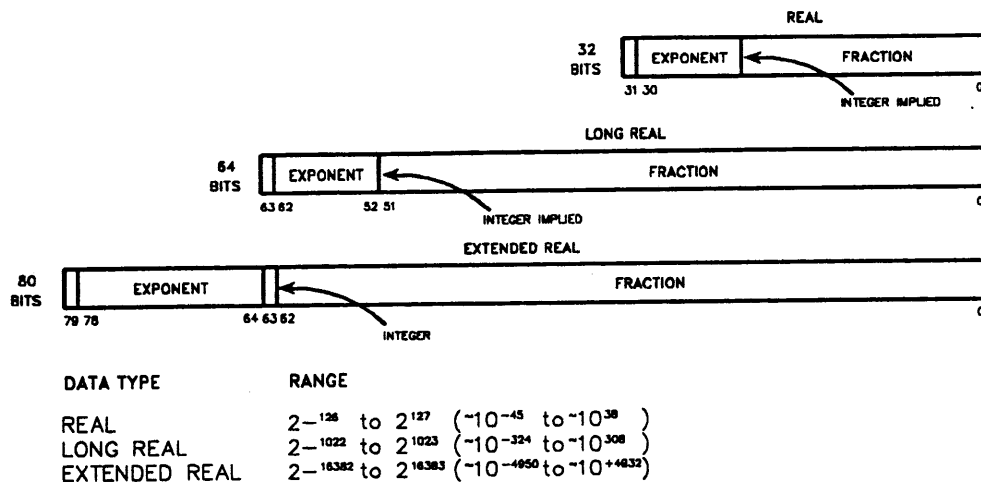 REAL
32 BITS
EXPONENT FRACTION
31 30 0
INTEGER IMPLIED
LONG REAL
64 BITS
EXPONENT FRACTION
63 62 52 51 0
INTEGER IMPLIED
EXTENDED REAL
80 BITS
EXPONENT FRACTION
79 78 64 63 62 0
INTEGER
DATA TYPE RANGE
REAL 2-¹²⁶ to 2¹²⁷ (~10⁻⁴⁵ to ~10³⁸)
LONG REAL 2-¹⁰²² to 2¹⁰²³ (~10⁻³²⁴ to ~10³⁰⁸)
EXTENDED REAL 2-¹⁶³⁸² to 2¹⁶³⁸³ (~10⁻⁴⁹⁵⁰ to ~10⁺⁴⁹³²)